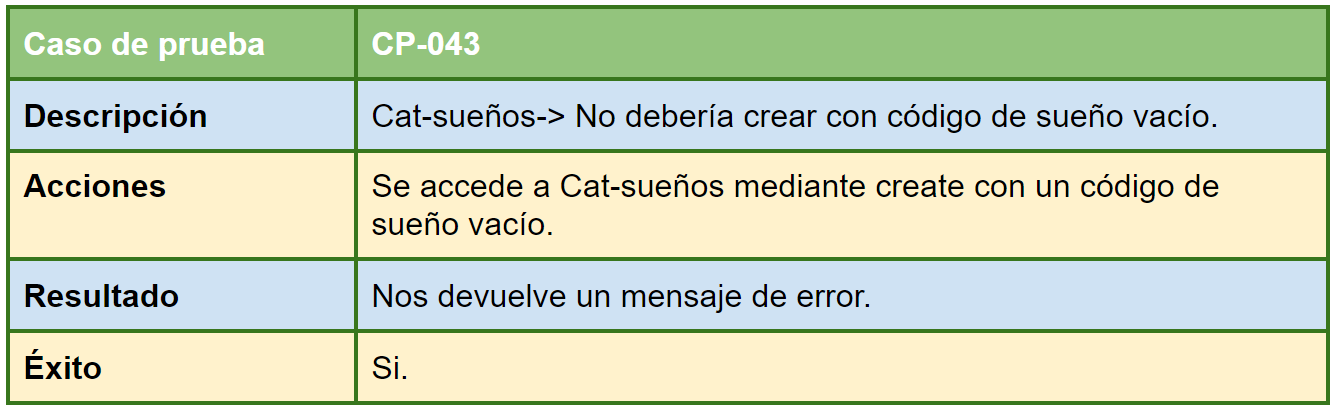 Caso de prueba CP-043
Descripción Cat-sueños-> No debería crear con código de sueño vacío.
Acciones Se accede a Cat-sueños mediante create con un código de
sueño vacío.
Resultado Nos devuelve un mensaje de error.
Éxito Si.